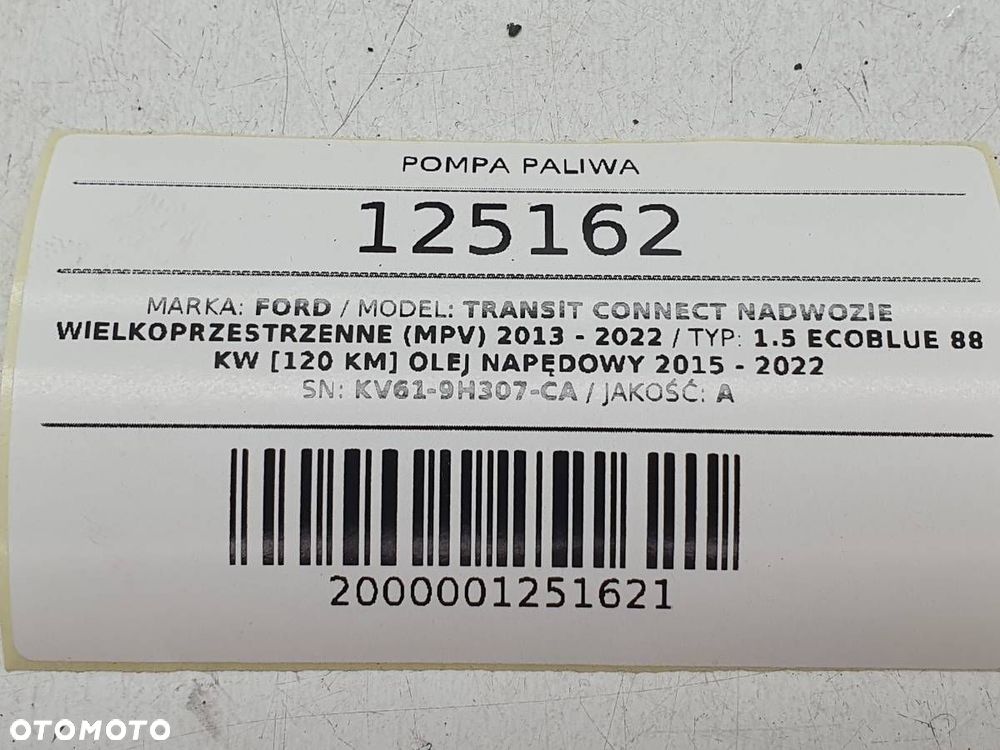 POMPA PALIWA
125162
MARKA: FORD / MODEL: TRANSIT CONNECT NADWOZIE
WIELKOPRZESTRZENNE (MPV) 2013 - 2022 / TYP: 1.5 ECOBLUE 88
KW [120 KM] OLEJ NAPĘDOWY 2015 - 2022
SN: KV61-9H307-CA / JAKOŚĆ: A
2000001251621
OTOMOTO